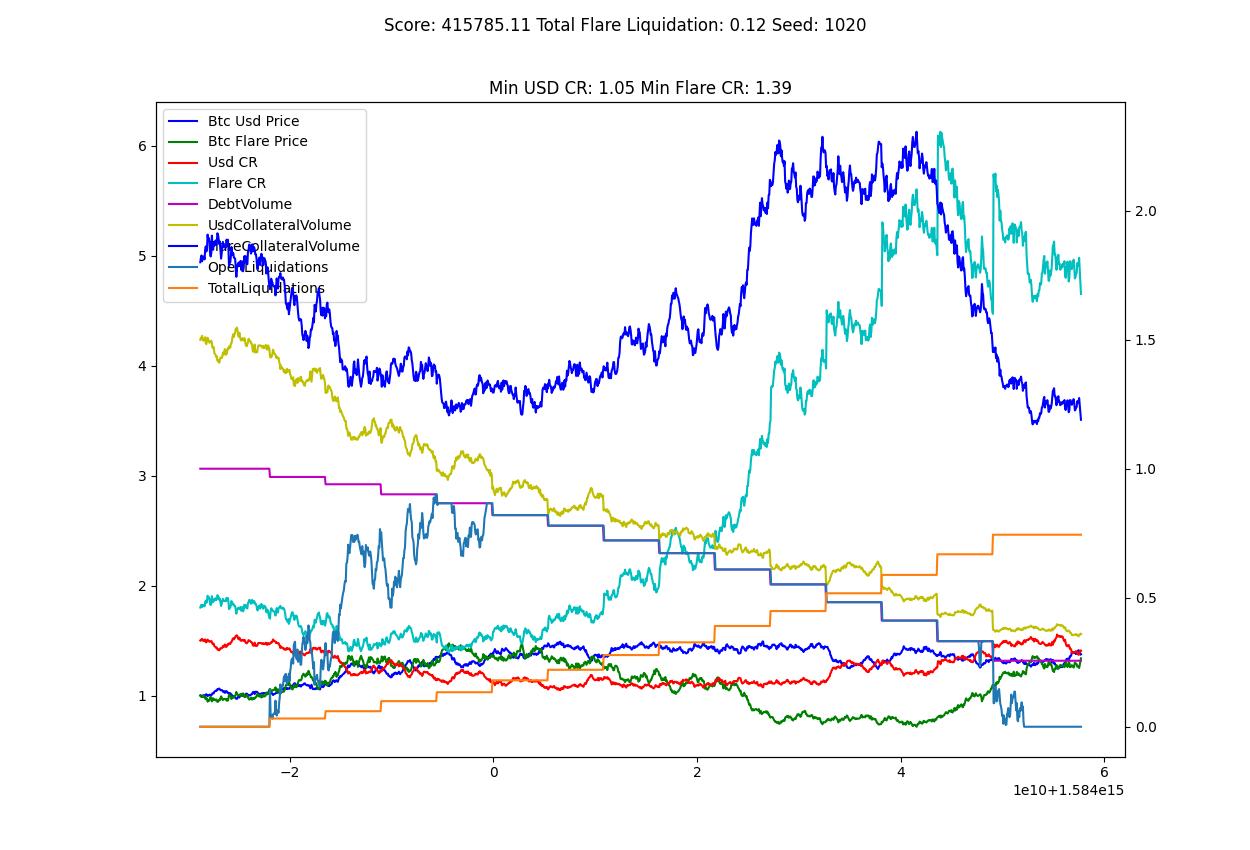 Score: 415785.11 Total Flare Liquidation: 0.12 Seed: 1020
Min USD CR: 1.05 Min Flare CR: 1.39
Btc Usd Price
Btc Flare Price
Usd CR
Flare CR
DebtVolume
UsdCollateralVolume
FlareCollateralVolume
OpenLiquidations
TotalLiquidations
6
5
4
3
2
1
2.0
1.5
1.0
0.5
0.0
−2
0
2
4
6
1e10+1.584e15